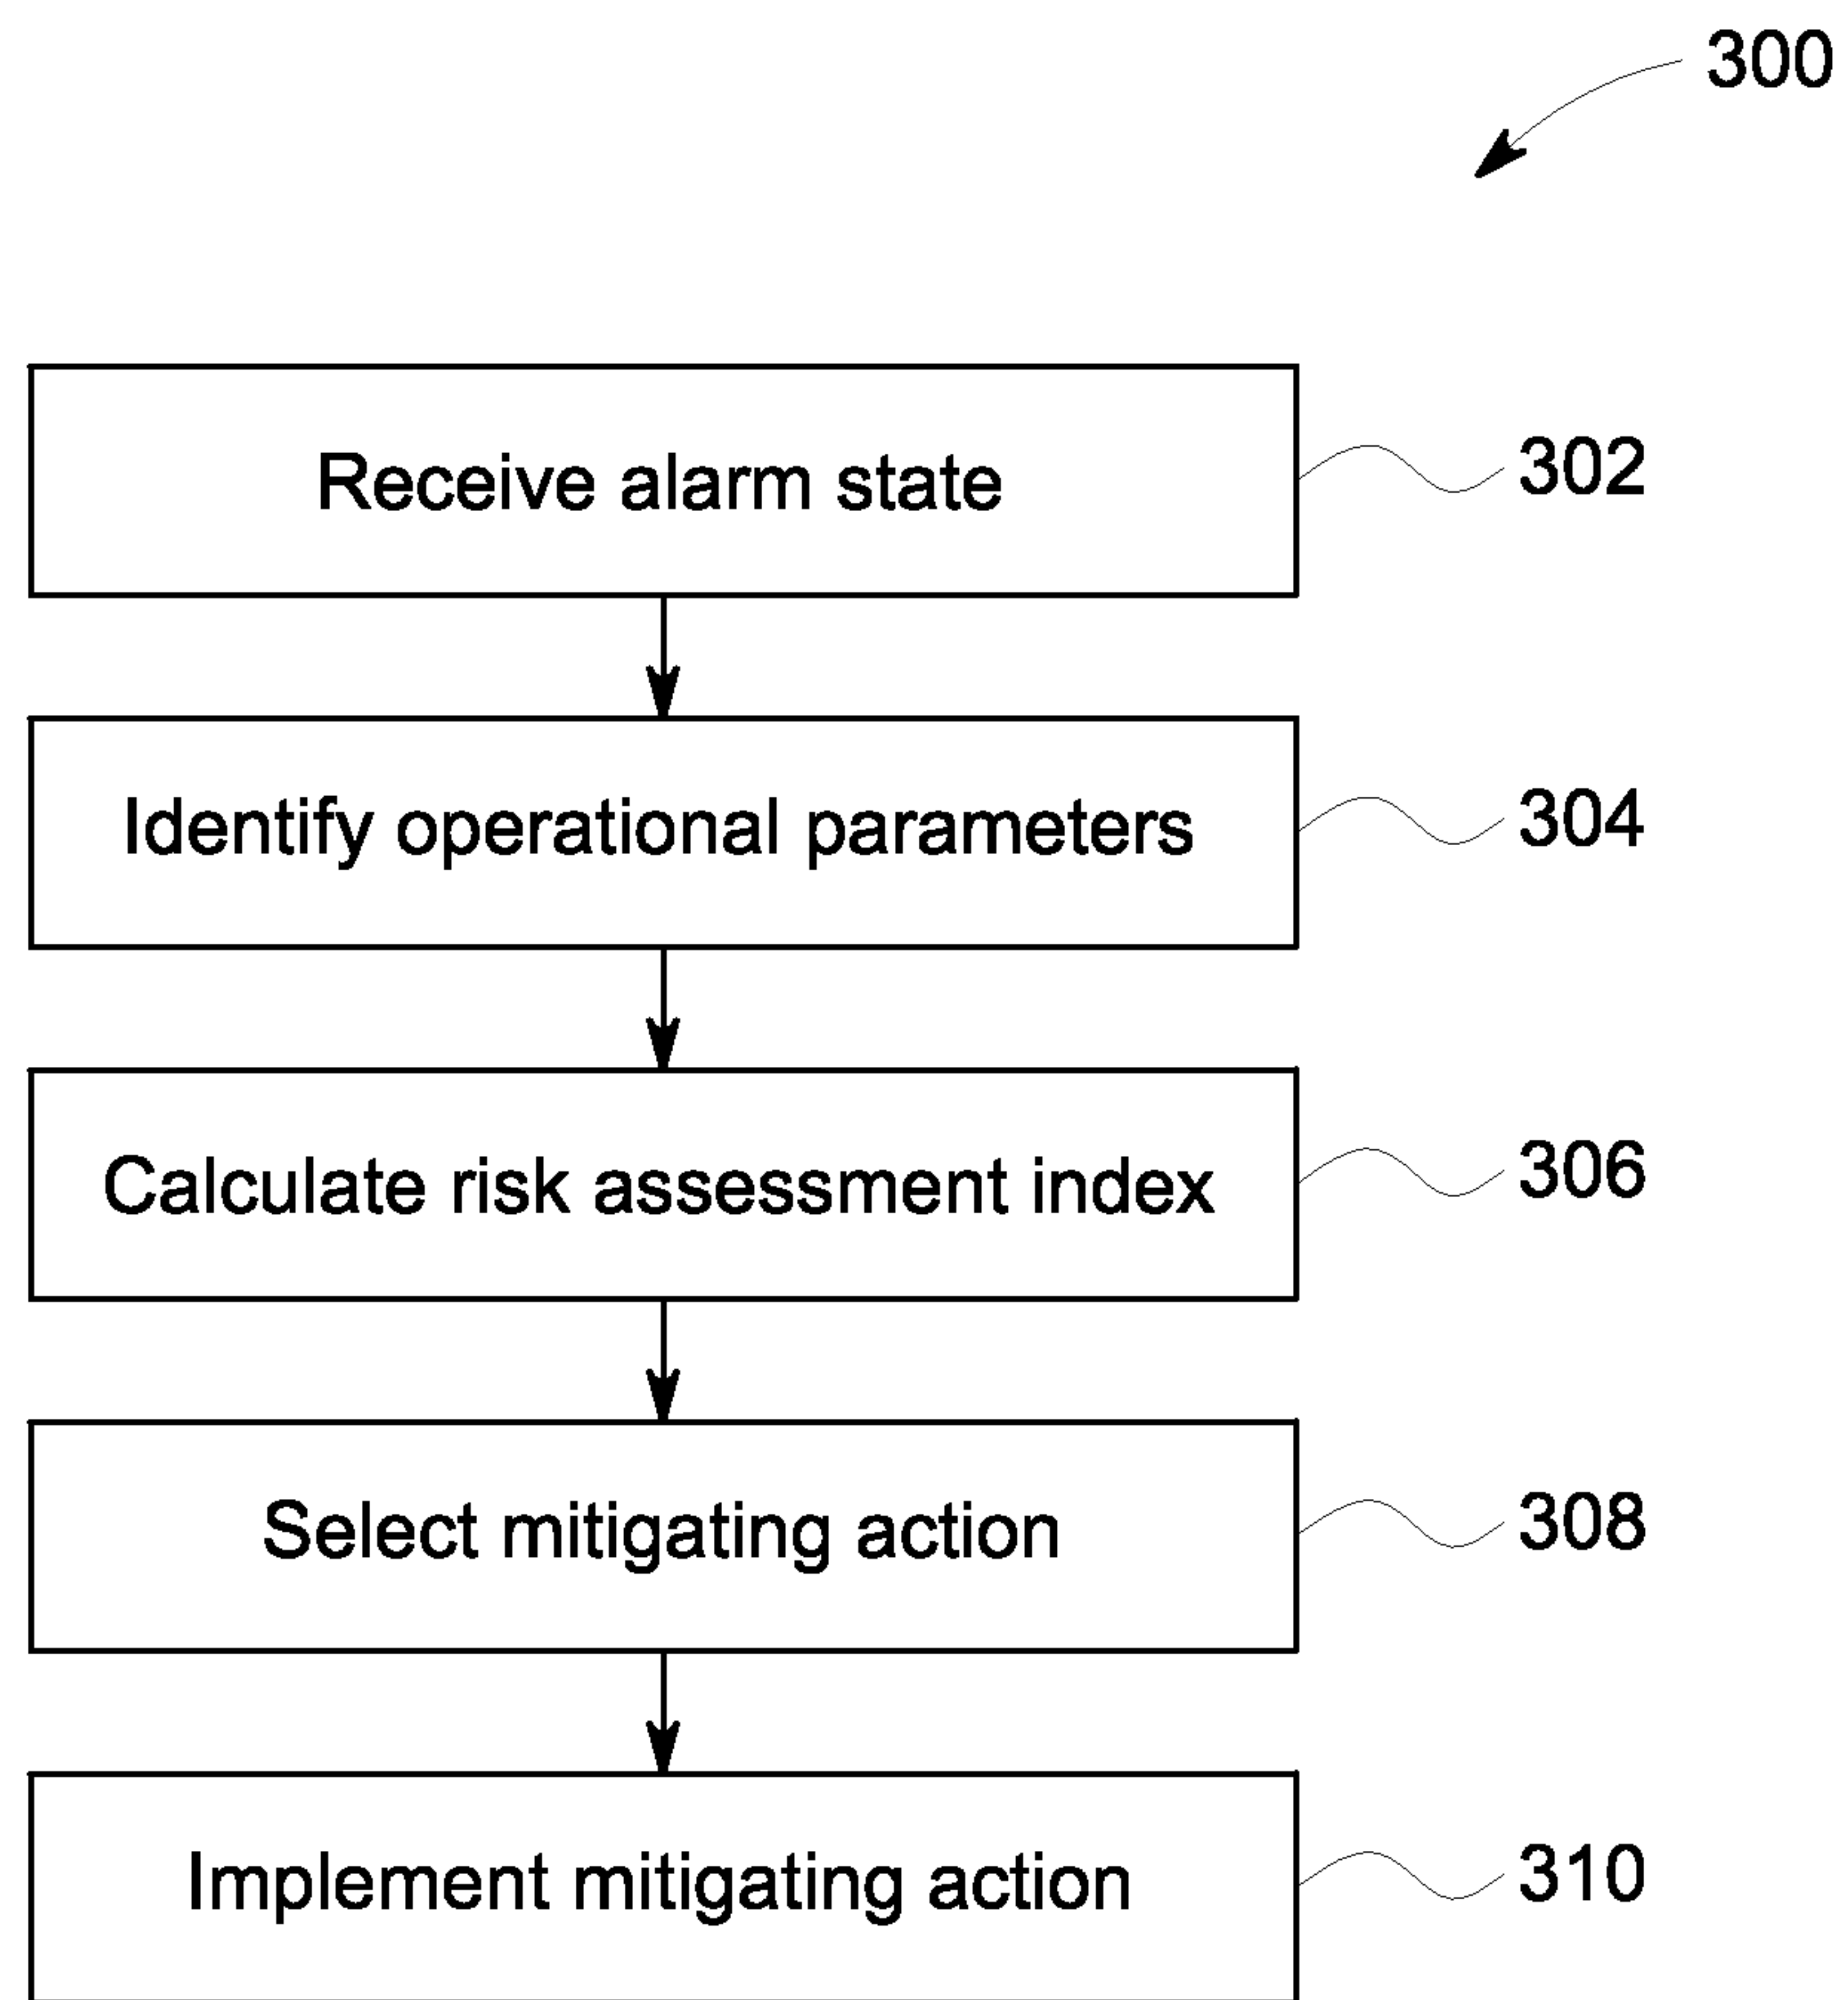 300
Receive alarm state
302
Identify operational parameters
304
Calculate risk assessment index
306
Select mitigating action
308
Implement mitigating action
310